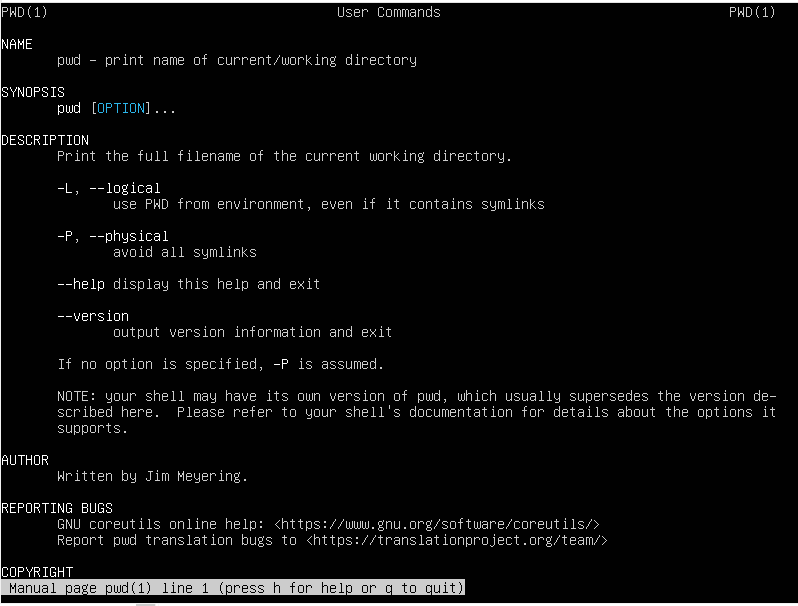 PWD(1) User Commands PWD(1)
NAME
pwd – print name of current/working directory
SYNOPSIS
pwd [OPTION]...
DESCRIPTION
Print the full filename of the current working directory.
–L, ––logical
use PWD from environment, even if it contains symlinks
–P, ––physical
avoid all symlinks
––help display this help and exit
––version
output version information and exit
If no option is specified, –P is assumed.
NOTE: your shell may have its own version of pwd, which usually supersedes the version de–
scribed here.  Please refer to your shell's documentation for details about the options it
supports.
AUTHOR
Written by Jim Meyering.
REPORTING BUGS
GNU coreutils online help: <https://www.gnu.org/software/coreutils/>
Report pwd translation bugs to <https://translationproject.org/team/>
COPYRIGHT
Manual page pwd(1) line 1 (press h for help or q to quit)